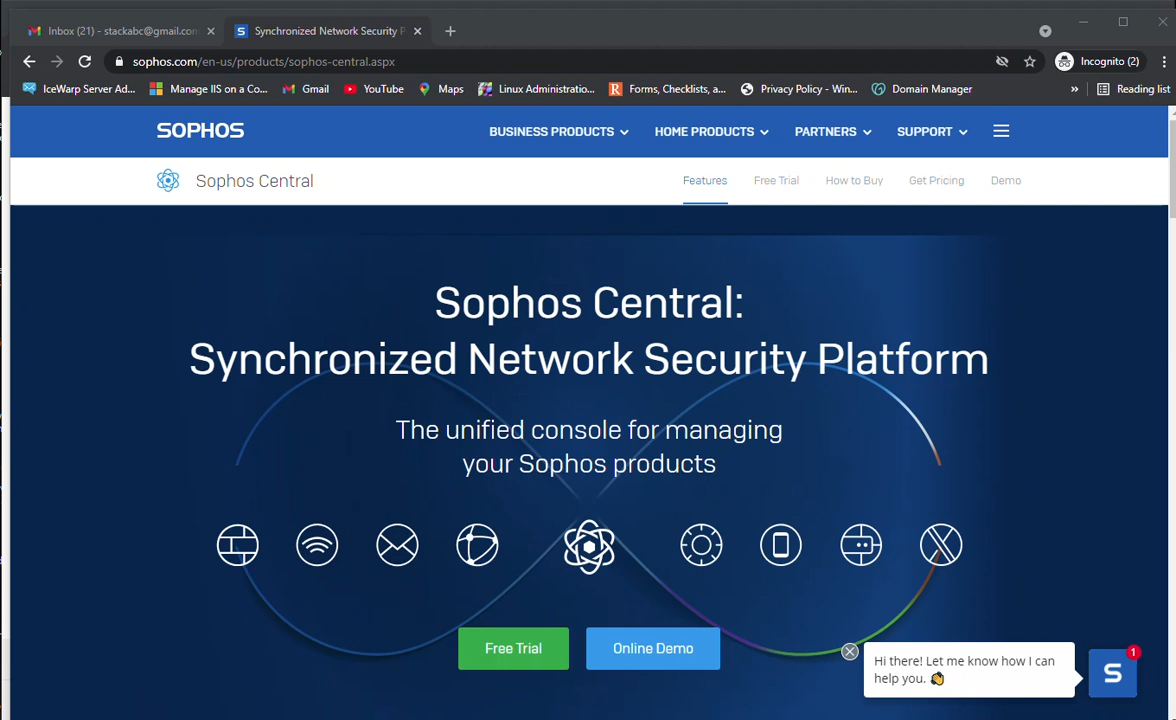 Inbox (21) - stackabc@gmail.con
Synchronized Network Security P
sophos.com/en-us/products/sophos-central.aspx
Incognito (2)
IceWarp Server Ad...
Manage IIS on a Co...
Gmail
YouTube
Maps
Linux Administratio...
Forms, Checklists, a...
Privacy Policy - Win...
Domain Manager
»
Reading list
SOPHOS
BUSINESS PRODUCTS
HOME PRODUCTS
PARTNERS
SUPPORT
Sophos Central
Features
Free Trial
How to Buy
Get Pricing
Demo
Sophos Central:
Synchronized Network Security Platform
The unified console for managing
your Sophos products
Free Trial
Online Demo
Hi there! Let me know how I can
help you. 👏
S
1